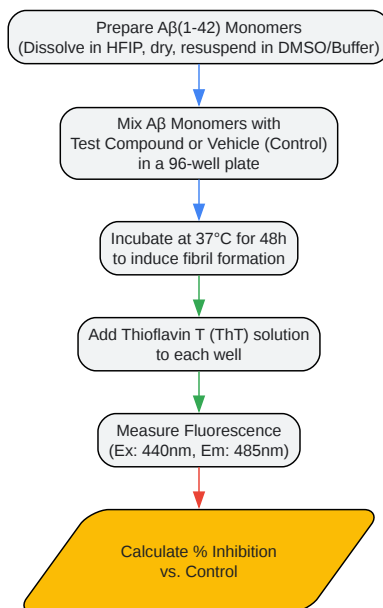 Prepare Aβ(1-42) Monomers
(Dissolve in HFIP, dry, resuspend in DMSO/Buffer)
Mix Aβ Monomers with
Test Compound or Vehicle (Control)
in a 96-well plate
Incubate at 37°C for 48h
to induce fibril formation
Add Thioflavin T (ThT) solution
to each well
Measure Fluorescence
(Ex: 440nm, Em: 485nm)
Calculate % Inhibition
vs. Control